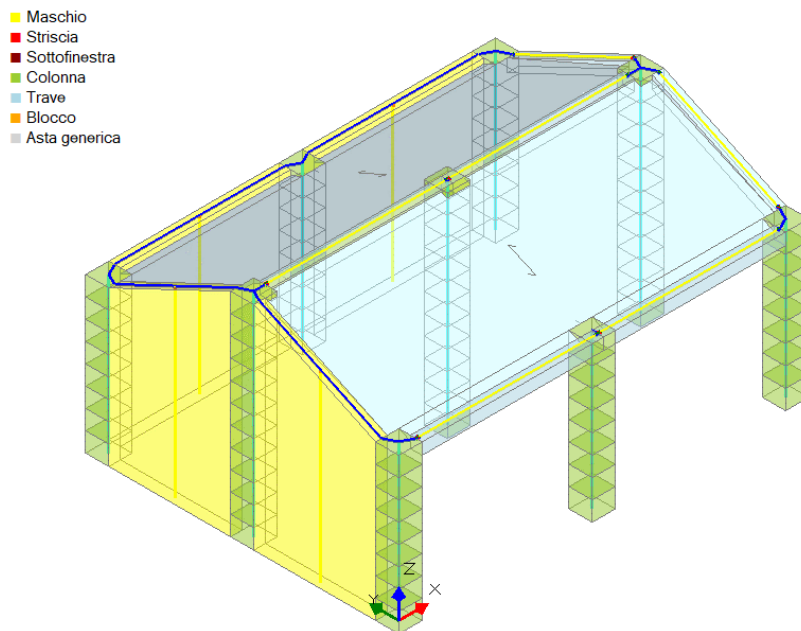 Maschio
Striscia
Sottofinestra
Colonna
Trave
Blocco
Asta generica
Z
Y
X